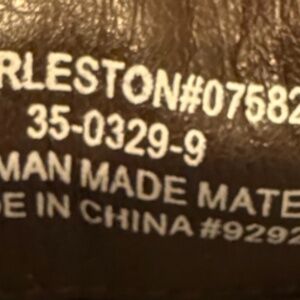 RLESTON#07582
35-0329-9
MAN MADE MATE
DE IN CHINA #9292